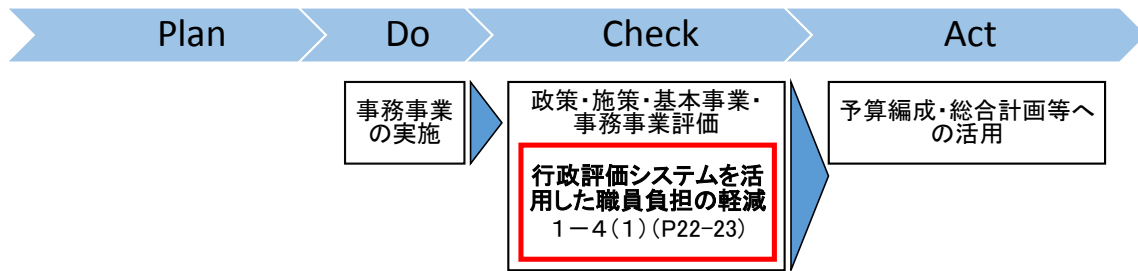 Plan
Do
Check
Act
事務事業
の実施
政策・施策・基本事業・
事務事業評価
行政評価システムを活
用した職員負担の軽減
１－４(１)(P22-23)
予算編成・総合計画等へ
の活用